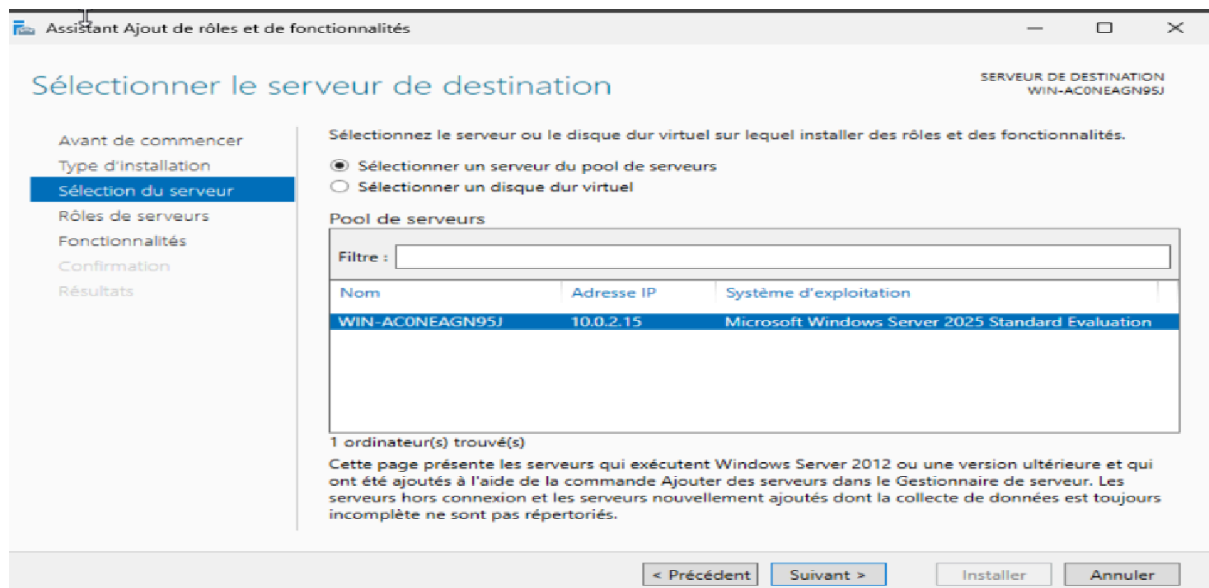 Assistant Ajout de rôles et de fonctionnalités
Sélectionner le serveur de destination
SERVEUR DE DESTINATION
WIN-AC0NEAGN95J
Avant de commencer
Type d'installation
Sélection du serveur
Rôles de serveurs
Fonctionnalités
Confirmation
Résultats
Sélectionnez le serveur ou le disque dur virtuel sur lequel installer des rôles et des fonctionnalités.
Sélectionner un serveur du pool de serveurs
Sélectionner un disque dur virtuel
Pool de serveurs
Filtre :
Nom Adresse IP Système d'exploitation
WIN-AC0NEAGN95J 10.0.2.15 Microsoft Windows Server 2025 Standard Evaluation
1 ordinateur(s) trouvé(s)
Cette page présente les serveurs qui exécutent Windows Server 2012 ou une version ultérieure et qui
ont été ajoutés à l'aide de la commande Ajouter des serveurs dans le Gestionnaire de serveur. Les
serveurs hors connexion et les serveurs nouvellement ajoutés dont la collecte de données est toujours
incomplète ne sont pas répertoriés.
< Précédent Suivant > Installer Annuler